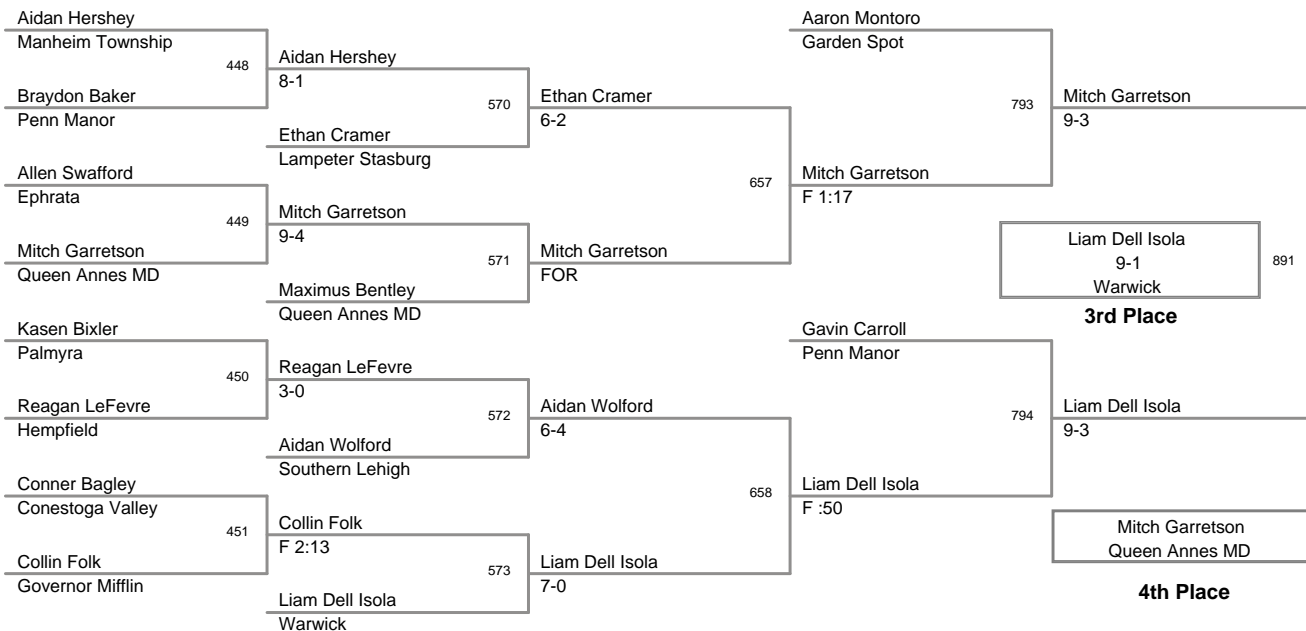 Aidan Hershey
Manheim Township
448
Braydon Baker
Penn Manor
Allen Swafford
Ephrata
449
Mitch Garretson
Queen Annes MD
Kasen Bixler
Palmyra
450
Reagan LeFevre
Hempfield
Conner Bagley
Conestoga Valley
451
Collin Folk
Governor Mifflin
Aidan Hershey
8-1
570
Ethan Cramer
Lampeter Stasburg
Mitch Garretson
9-4
571
Maximus Bentley
Queen Annes MD
Reagan LeFevre
3-0
572
Aidan Wolford
Southern Lehigh
Collin Folk
F 2:13
573
Liam Dell Isola
Warwick
Ethan Cramer
6-2
657
Mitch Garretson
FOR
Aidan Wolford
6-4
658
Liam Dell Isola
7-0
Aaron Montoro
Garden Spot
793
Mitch Garretson
F 1:17
Gavin Carroll
Penn Manor
794
Liam Dell Isola
F :50
Mitch Garretson
9-3
Liam Dell Isola
9-1
Warwick
891
3rd Place
Liam Dell Isola
9-3
Mitch Garretson
Queen Annes MD
4th Place